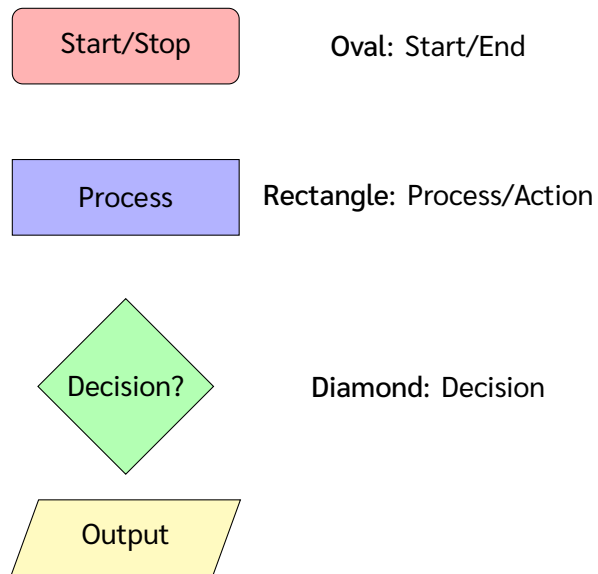 Start/Stop Oval: Start/End
Process Rectangle: Process/Action
Decision? Diamond: Decision
Output